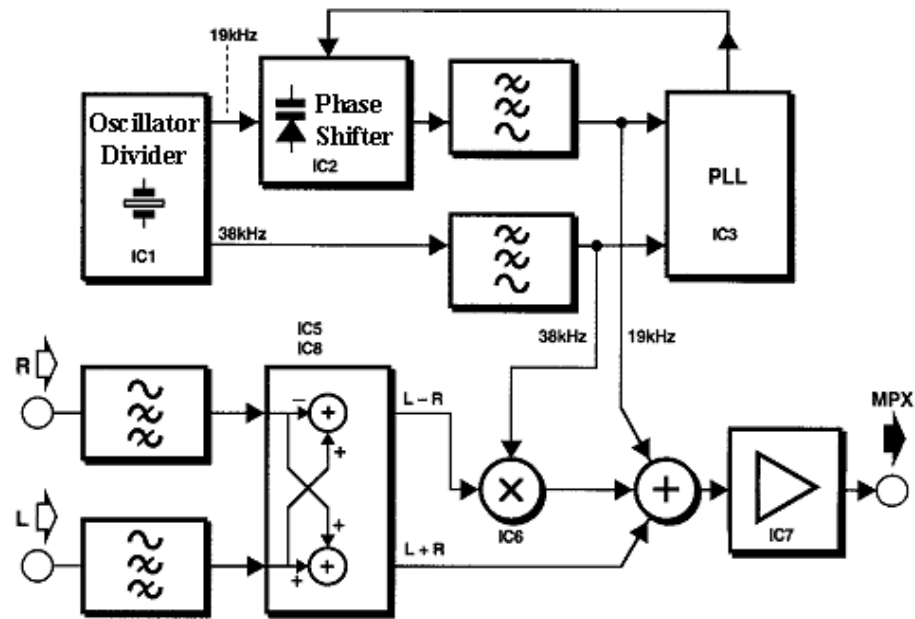 19kHz
Oscillator
Divider
IC1
Phase
Shifter
IC2
PLL
IC3
38kHz
38kHz
19kHz
IC5
IC8
R
L – R
MPX
–
+
+
+
+
+
L
L + R
IC6
+
IC7